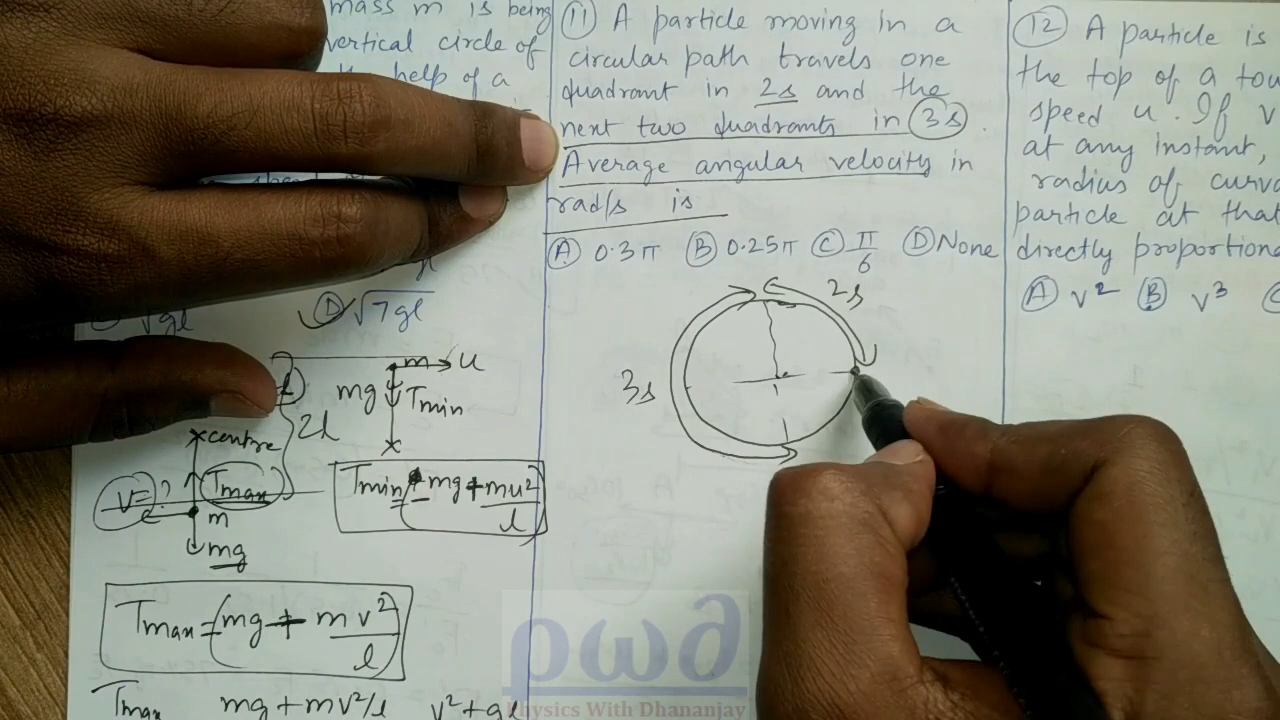 mass m is being
vertical circle of
help of a
√gl
(D) √7gl
m u
mg Tmin
l
2l
centre
V=? Tmax
m
mg
Tmin = mg + mu²/l
Tmax = (mg + mv²/l)
Tmax mg + mv²/l v² + gl
(11) A particle moving in a
circular path travels one
quadrant in 2s and the
next two quadrants in (3s).
Average angular velocity in
rad/s is
(A) 0.3π (B) 0.25π (C) π/6 (D) None
2s
3s
(12) A particle is
the top of a tou
speed u. If v
at any instant,
radius of curva
particle at that
directly proportiona
(A) v² (B) v³
pwd
Physics With Dhananjay